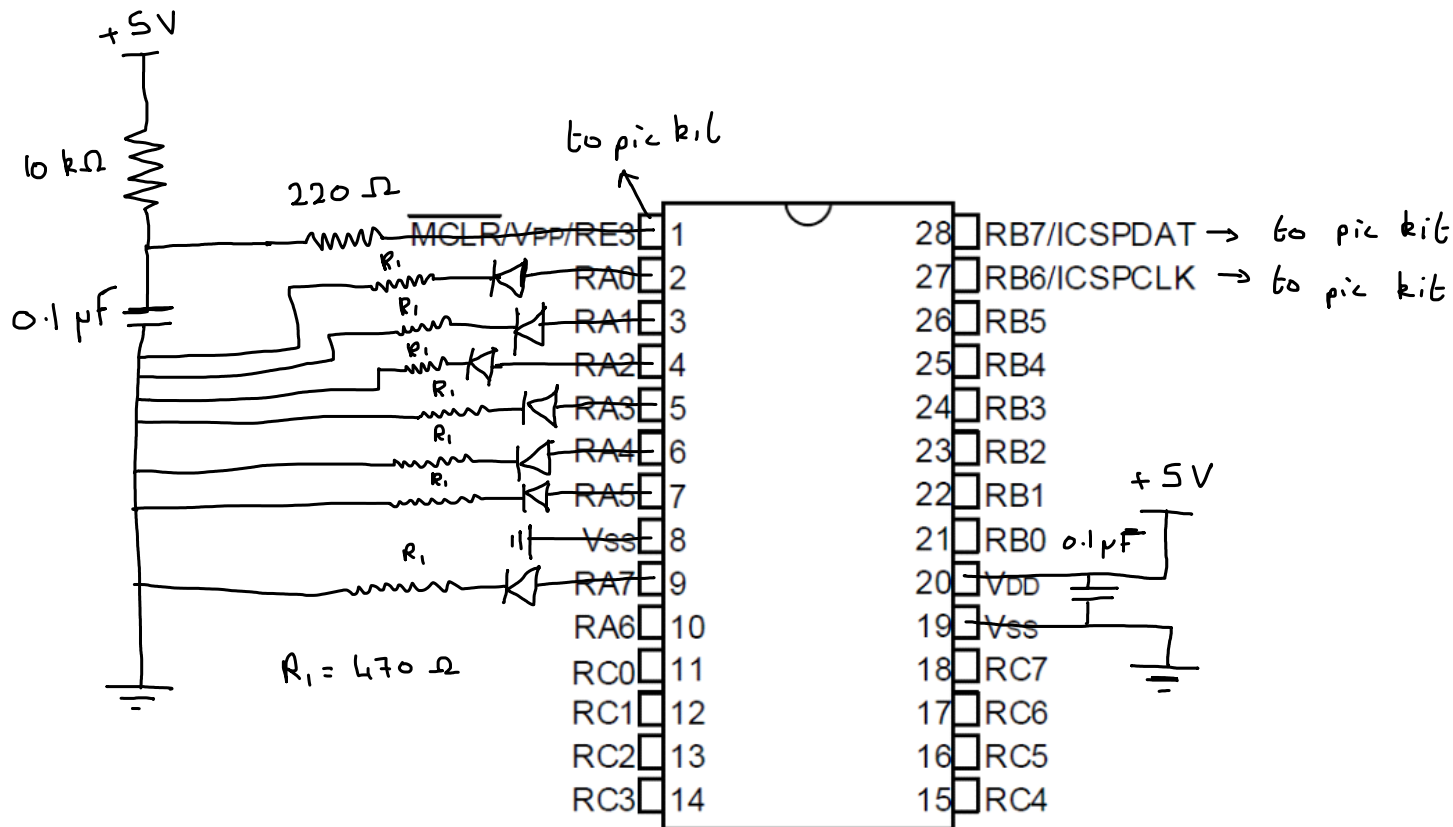 +5V
10 kΩ
0.1 µF
220 Ω
to pic kit
R₁
R₁
R₁
R₁
R₁
R₁
R₁
R₁ = 470 Ω
MCLR/VPP/RE3 1
RA0 2
RA1 3
RA2 4
RA3 5
RA4 6
RA5 7
Vss 8
RA7 9
RA6 10
RC0 11
RC1 12
RC2 13
RC3 14
28 RB7/ICSPDAT → to pic kit
27 RB6/ICSPCLK → to pic kit
26 RB5
25 RB4
24 RB3
23 RB2
22 RB1
21 RB0
20 VDD
19 Vss
18 RC7
17 RC6
16 RC5
15 RC4
+5V
0.1µF